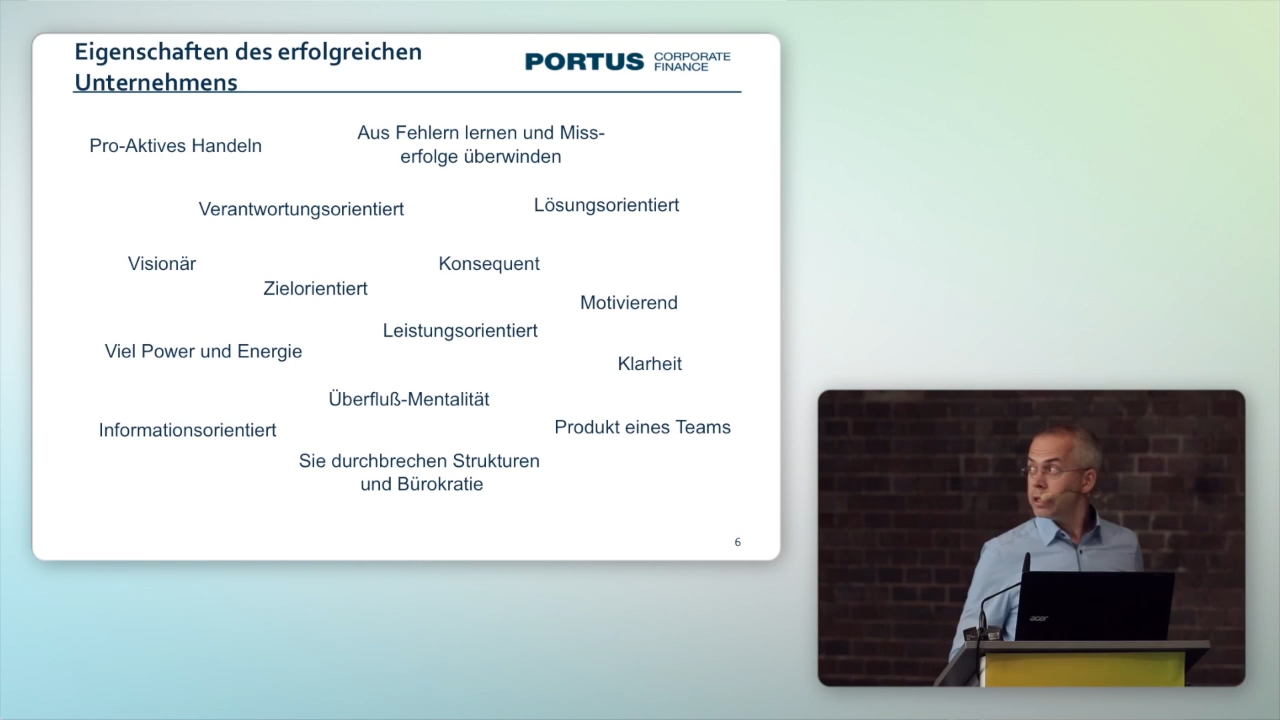 Eigenschaften des erfolgreichen
Unternehmens
PORTUS CORPORATE
FINANCE
Pro-Aktives Handeln
Aus Fehlern lernen und Miss-
erfolge überwinden
Verantwortungsorientiert
Lösungsorientiert
Visionär
Konsequent
Zielorientiert
Motivierend
Leistungsorientiert
Viel Power und Energie
Klarheit
Überfluß-Mentalität
Informationsorientiert
Produkt eines Teams
Sie durchbrechen Strukturen
und Bürokratie
6
acer